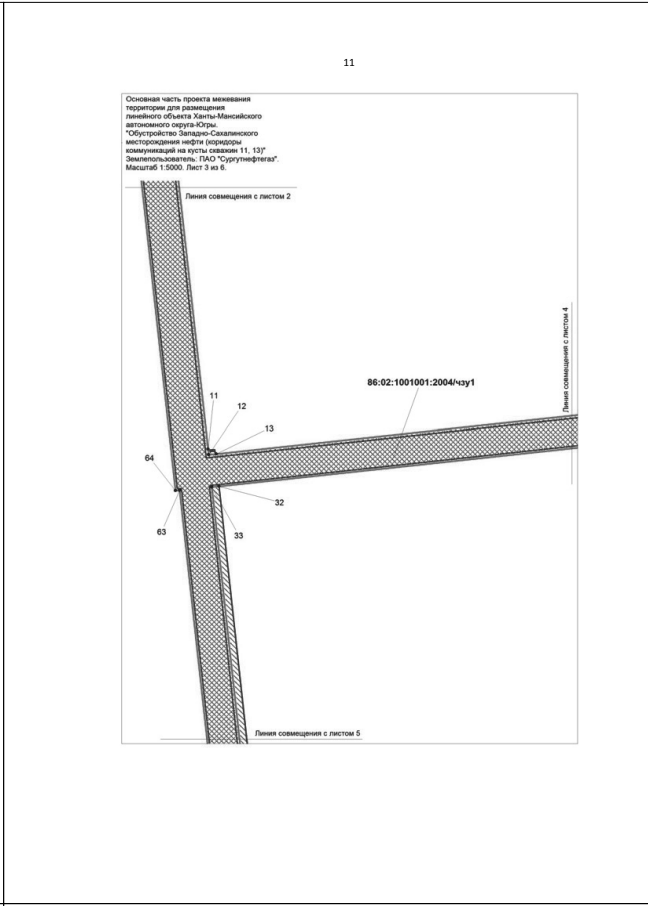 11
Основная часть проекта межевания
территории для размещения
линейного объекта Ханты-Мансийского
автономного округа-Югры.
"Обустройство Западно-Сахалинского
месторождения нефти (коридоры
коммуникаций на кусты скважин 11, 13)"
Землепользователь: ПАО "Сургутнефтегаз".
Масштаб 1:5000. Лист 3 из 6.
Линия совмещения с листом 2
Линия совмещения с листом 4
86:02:1001001:2004/чзу1
11
12
13
64
32
63
33
Линия совмещения с листом 5